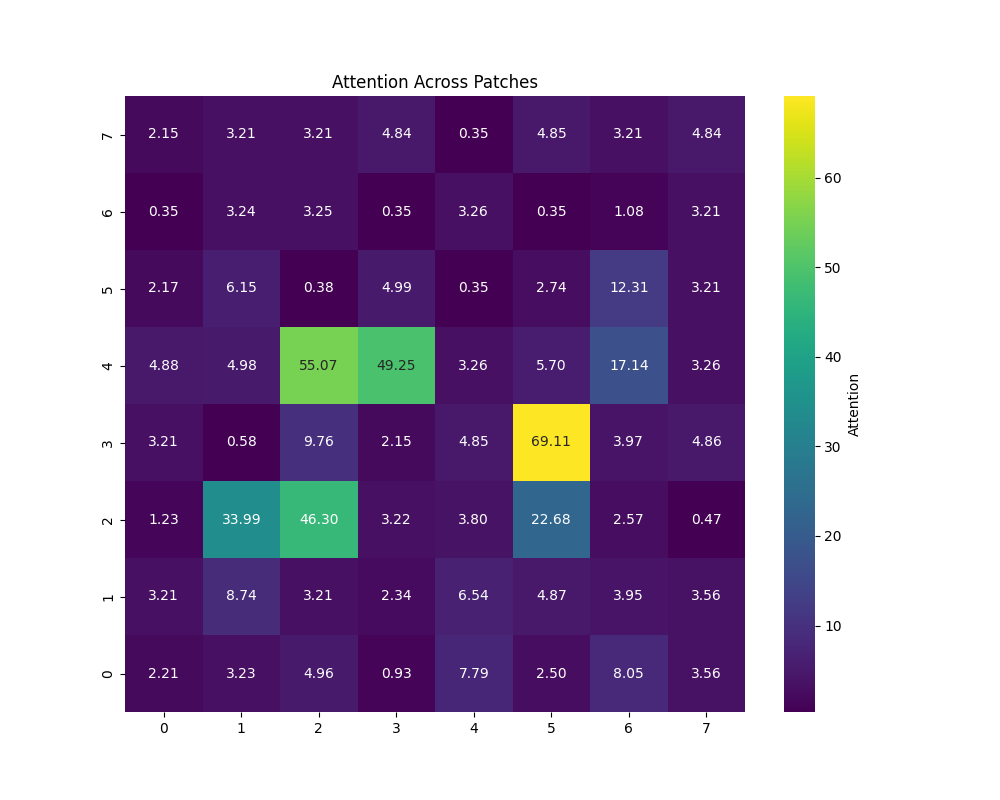 Attention Across Patches
7 2.15 3.21 3.21 4.84 0.35 4.85 3.21 4.84
6 0.35 3.24 3.25 0.35 3.26 0.35 1.08 3.21
5 2.17 6.15 0.38 4.99 0.35 2.74 12.31 3.21
4 4.88 4.98 55.07 49.25 3.26 5.70 17.14 3.26
3 3.21 0.58 9.76 2.15 4.85 69.11 3.97 4.86
2 1.23 33.99 46.30 3.22 3.80 22.68 2.57 0.47
1 3.21 8.74 3.21 2.34 6.54 4.87 3.95 3.56
0 2.21 3.23 4.96 0.93 7.79 2.50 8.05 3.56
0 1 2 3 4 5 6 7
60
50
40
30
20
10
Attention